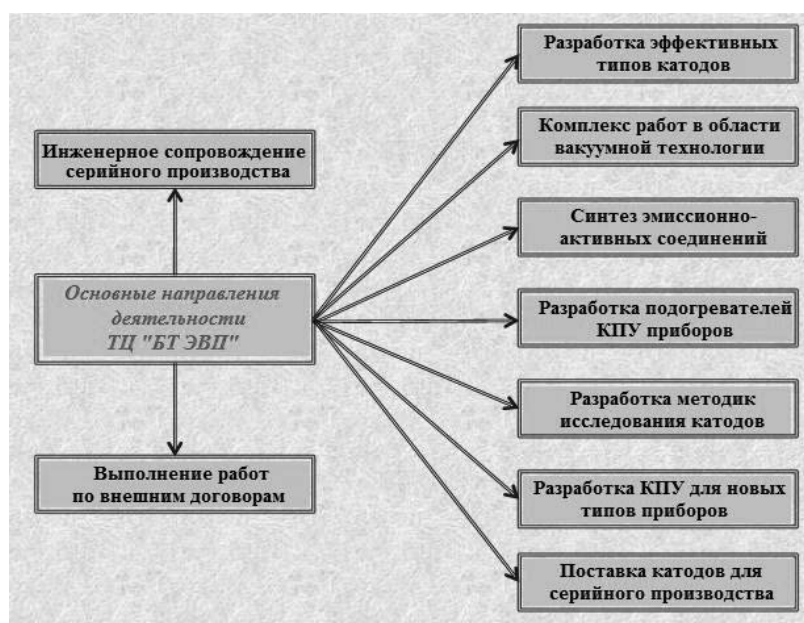 Инженерное сопровождение
серийного производства
Основные направления
деятельности
ТЦ "БТ ЭВП"
Выполнение работ
по внешним договорам
Разработка эффективных
типов катодов
Комплекс работ в области
вакуумной технологии
Синтез эмиссионно-
активных соединений
Разработка подогревателей
КПУ приборов
Разработка методик
исследования катодов
Разработка КПУ для новых
типов приборов
Поставка катодов для
серийного производства